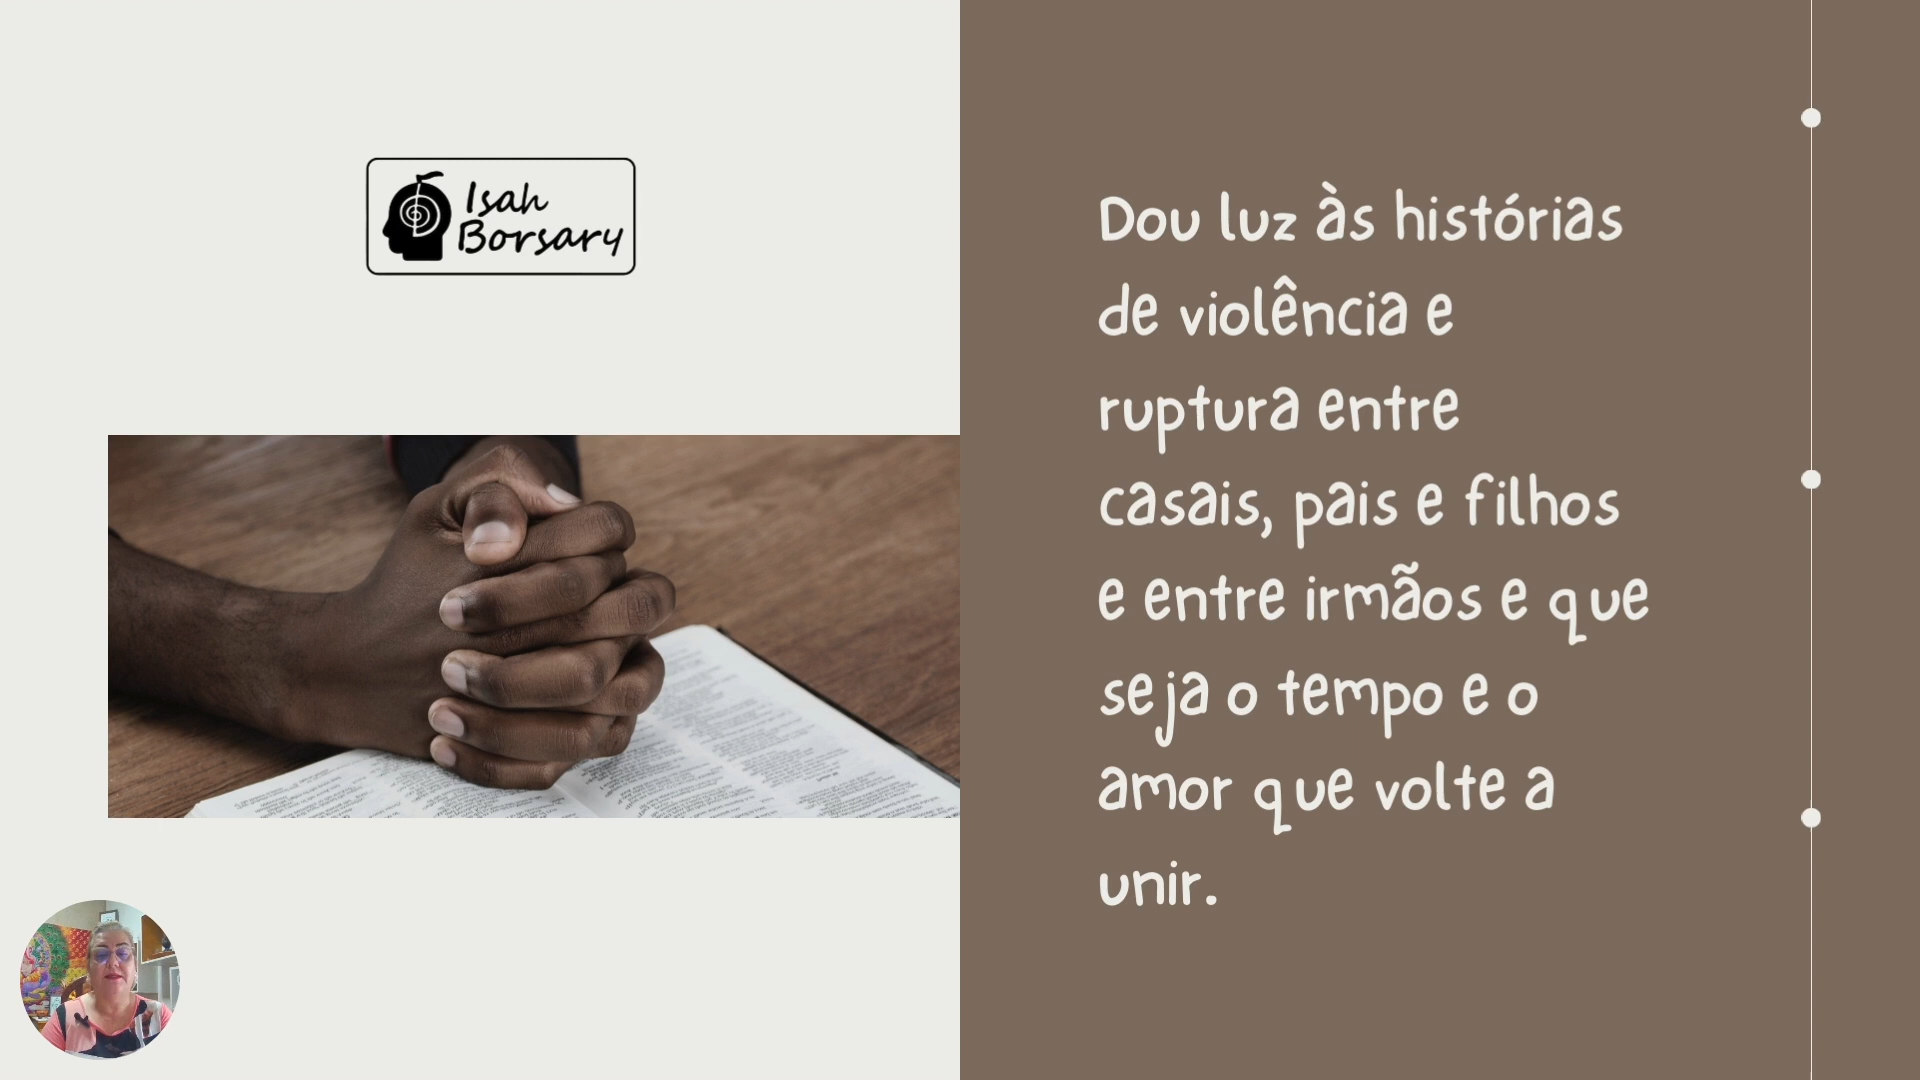 Isah
Borsary
Dou luz às histórias
de violência e
ruptura entre
casais, pais e filhos
e entre irmãos e que
seja o tempo e o
amor que volte a
unir.